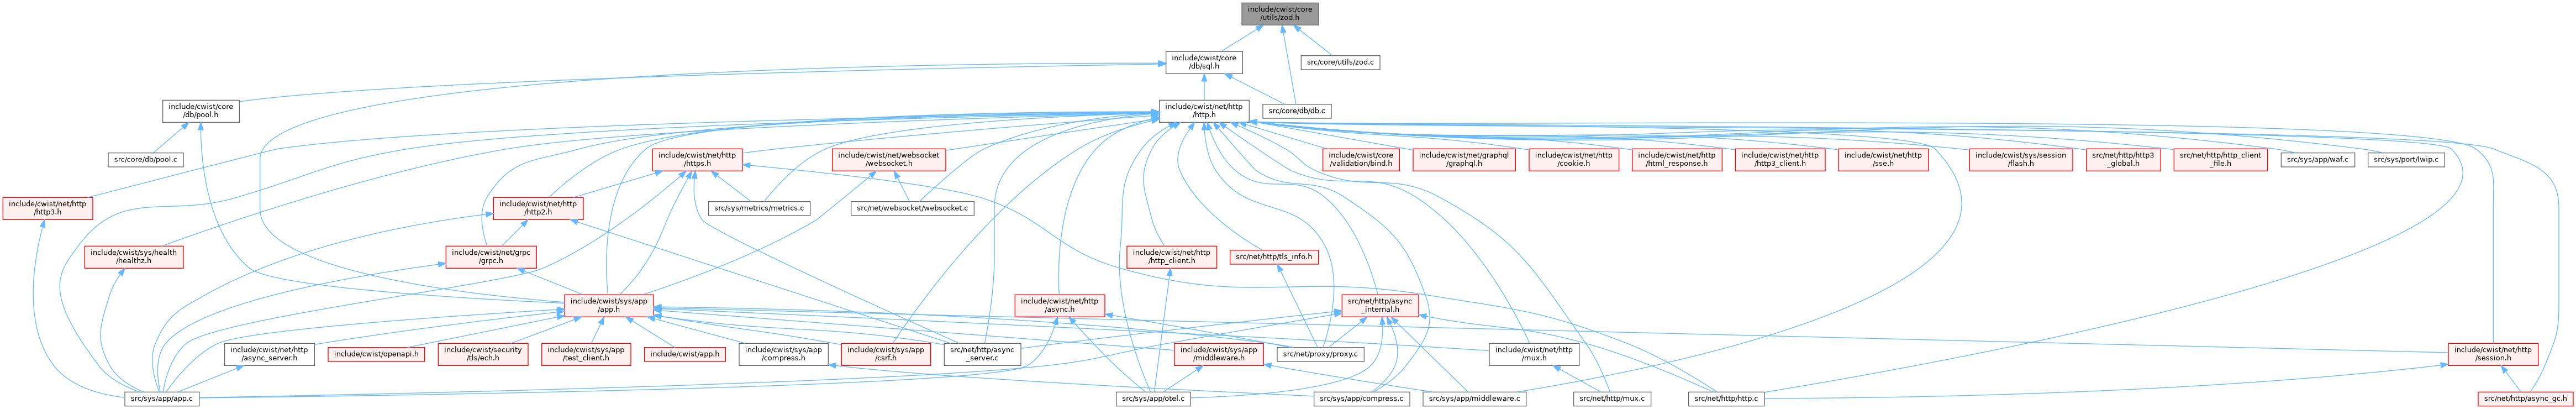 include/cwist/core
/utils/zod.h
include/cwist/core
/db/sql.h
src/core/utils/zod.c
include/cwist/core
/db/pool.h
include/cwist/net/http
/http.h
src/core/db/db.c
src/core/db/pool.c
include/cwist/net/http
/https.h
include/cwist/net/websocket
/websocket.h
include/cwist/core
/validation/bind.h
include/cwist/net/graphql
/graphql.h
include/cwist/net/http
/cookie.h
include/cwist/net/http
/html_response.h
include/cwist/net/http
/http3_client.h
include/cwist/net/http
/sse.h
include/cwist/sys/session
/flash.h
src/net/http/http3
_global.h
src/net/http/http_client
_file.h
src/sys/app/waf.c
src/sys/port/lwip.c
include/cwist/net/http
/http3.h
include/cwist/net/http
/http2.h
src/sys/metrics/metrics.c
src/net/websocket/websocket.c
include/cwist/sys/health
/healthz.h
include/cwist/net/grpc
/grpc.h
include/cwist/net/http
/http_client.h
src/net/http/tls_info.h
include/cwist/sys/app
/app.h
include/cwist/net/http
/async.h
src/net/http/async
_internal.h
include/cwist/net/http
/async_server.h
include/cwist/openapi.h
include/cwist/security
/tls/ech.h
include/cwist/sys/app
/test_client.h
include/cwist/app.h
include/cwist/sys/app
/compress.h
include/cwist/sys/app
/csrf.h
src/net/http/async
_server.c
include/cwist/sys/app
/middleware.h
src/net/proxy/proxy.c
include/cwist/net/http
/mux.h
include/cwist/net/http
/session.h
src/sys/app/app.c
src/sys/app/otel.c
src/sys/app/compress.c
src/sys/app/middleware.c
src/net/http/mux.c
src/net/http/http.c
src/net/http/async_gc.h